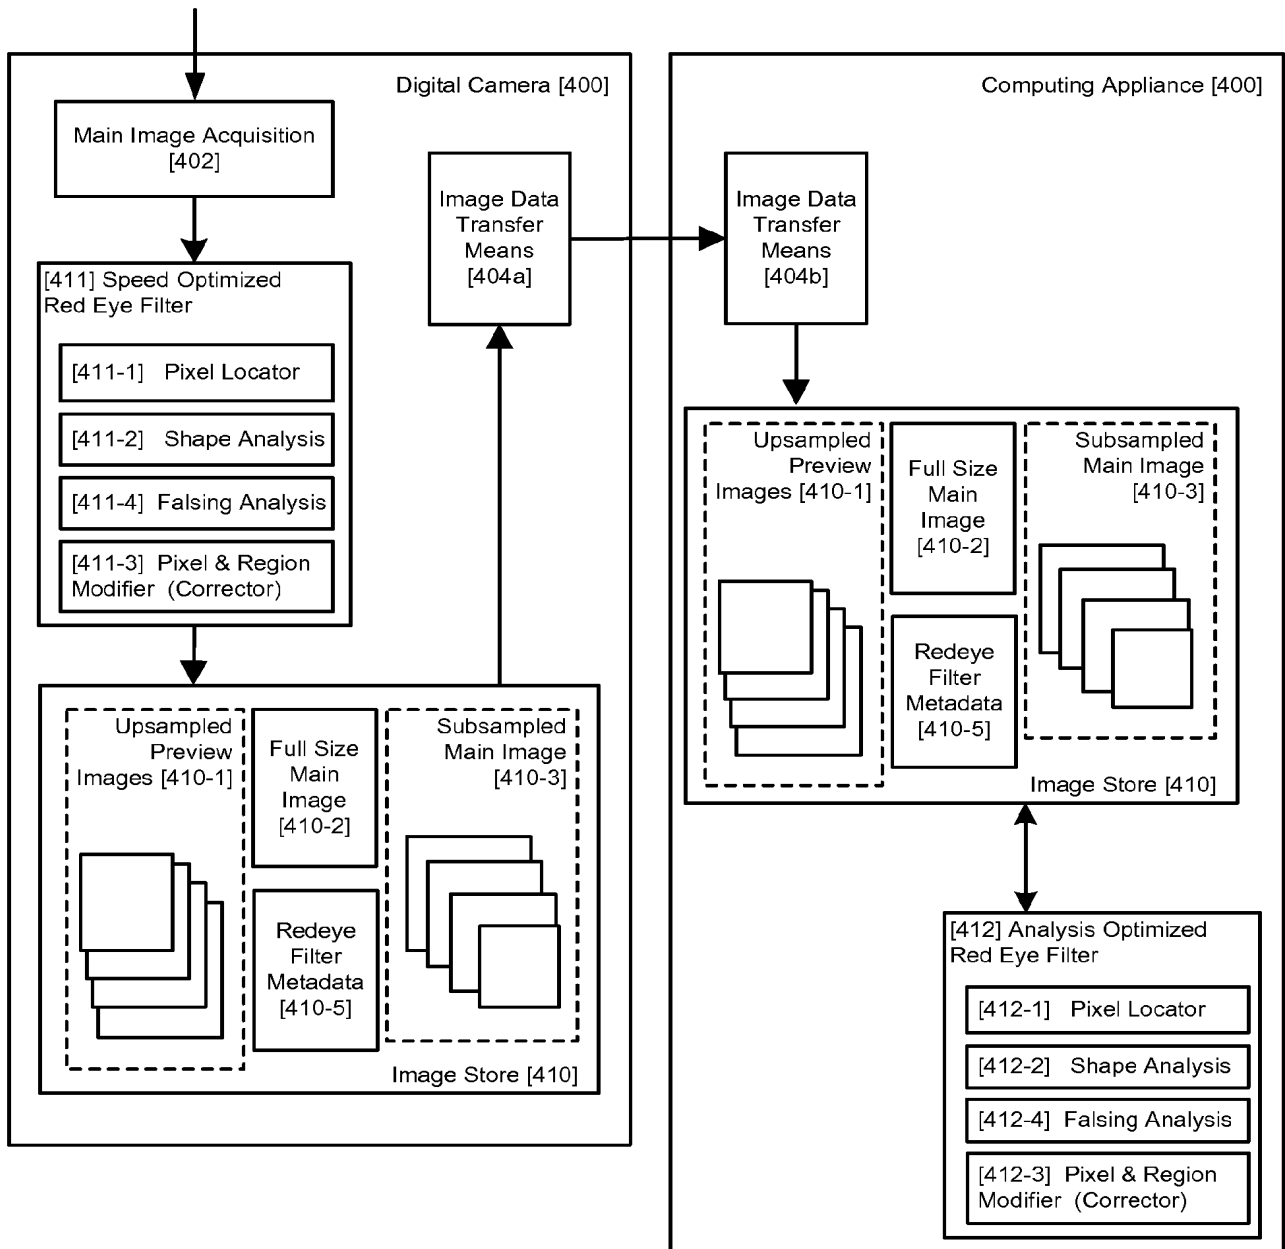 Digital Camera [400]
Main Image Acquisition
[402]
Image Data
Transfer
Means
[404a]
[411] Speed Optimized
Red Eye Filter
[411-1] Pixel Locator
[411-2] Shape Analysis
[411-4] Falsing Analysis
[411-3] Pixel & Region
Modifier (Corrector)
Upsampled
Preview
Images [410-1]
Full Size
Main
Image
[410-2]
Subsampled
Main Image
[410-3]
Redeye
Filter
Metadata
[410-5]
Image Store [410]
Computing Appliance [400]
Image Data
Transfer
Means
[404b]
Upsampled
Preview
Images [410-1]
Full Size
Main
Image
[410-2]
Subsampled
Main Image
[410-3]
Redeye
Filter
Metadata
[410-5]
Image Store [410]
[412] Analysis Optimized
Red Eye Filter
[412-1] Pixel Locator
[412-2] Shape Analysis
[412-4] Falsing Analysis
[412-3] Pixel & Region
Modifier (Corrector)